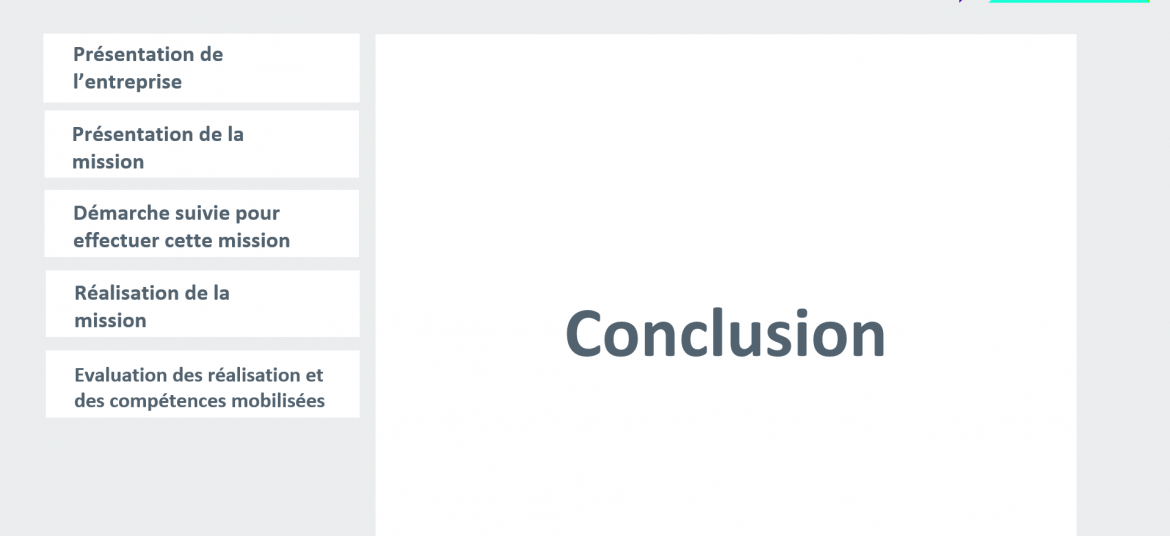 Présentation de
l’entreprise
Présentation de la
mission
Démarche suivie pour
effectuer cette mission
Réalisation de la
mission
Evaluation des réalisation et
des compétences mobilisées
Conclusion